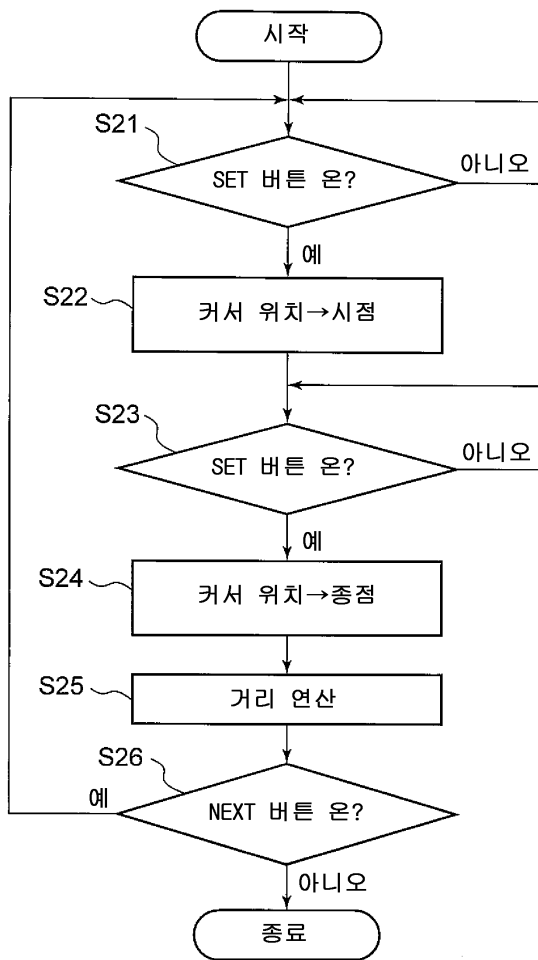 시작
S21
SET 버튼 온?
아니오
예
S22
커서 위치→시점
S23
SET 버튼 온?
아니오
예
S24
커서 위치→종점
S25
거리 연산
S26
예
NEXT 버튼 온?
아니오
종료